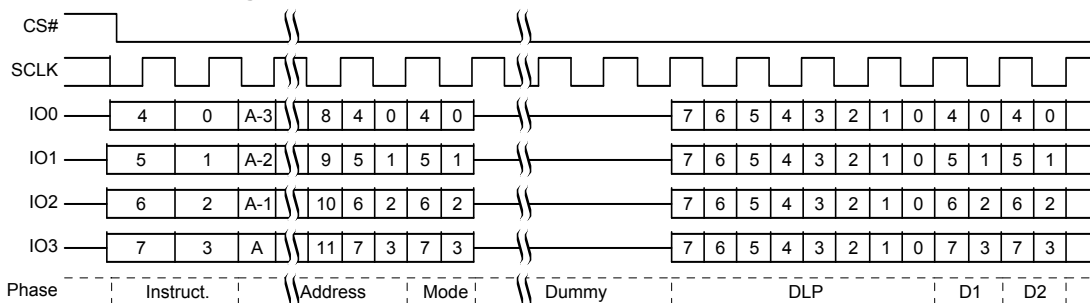 CS#
SCLK
IO0 4 0 A-3 8 4 0 4 0 7 6 5 4 3 2 1 0 4 0 4 0
IO1 5 1 A-2 9 5 1 5 1 7 6 5 4 3 2 1 0 5 1 5 1
IO2 6 2 A-1 10 6 2 6 2 7 6 5 4 3 2 1 0 6 2 6 2
IO3 7 3 A 11 7 3 7 3 7 6 5 4 3 2 1 0 7 3 7 3
Phase Instruct. Address Mode Dummy DLP D1 D2